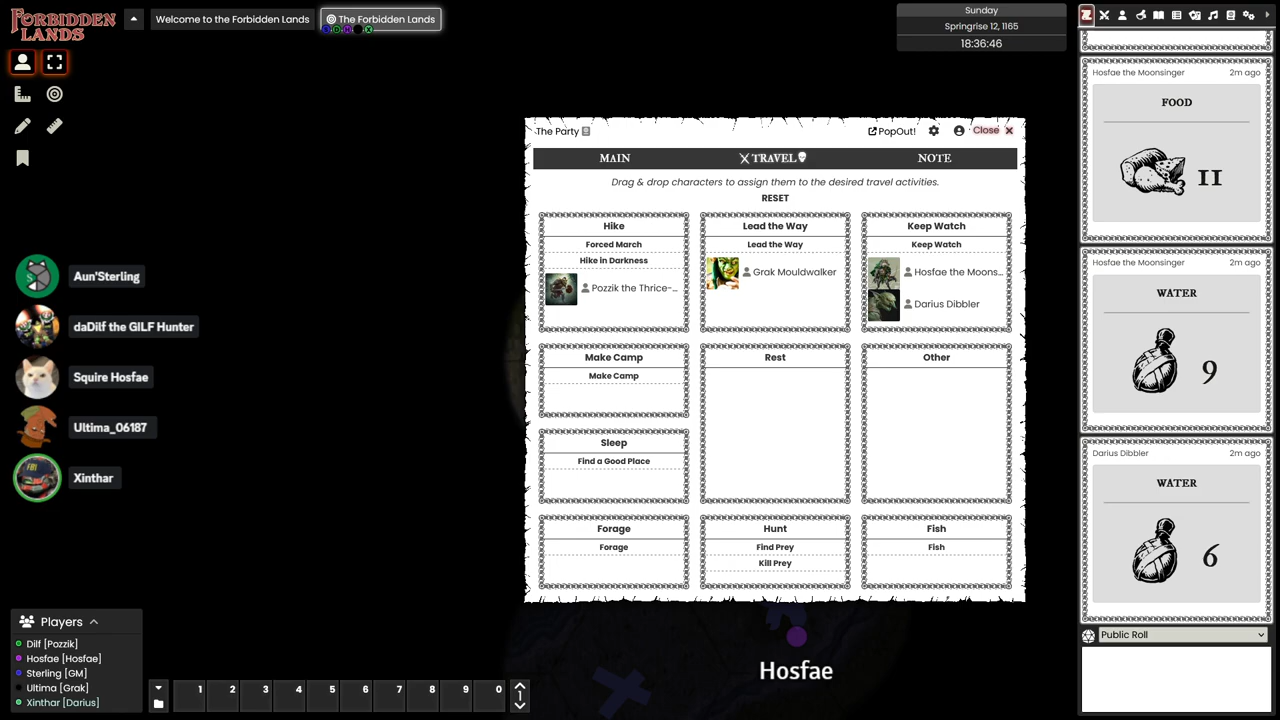 FORBIDDEN LANDS
Welcome to the Forbidden Lands
The Forbidden Lands
Sunday
Springrise 12, 1165
18:36:46
Aun'Sterling
daDilf the GILF Hunter
Squire Hosfae
Ultima_06187
Xinthar
The Party
PopOut!
Close
MAIN
TRAVEL
NOTE
Drag & drop characters to assign them to the desired travel activities.
RESET
Hike
Forced March
Hike in Darkness
Pozzik the Thrice-...
Lead the Way
Lead the Way
Grak Mouldwalker
Keep Watch
Keep Watch
Hosfae the Moons...
Darius Dibbler
Make Camp
Make Camp
Rest
Other
Sleep
Find a Good Place
Forage
Forage
Hunt
Find Prey
Kill Prey
Fish
Fish
Hosfae
Players
Dilf [Pozzik]
Hosfae [Hosfae]
Sterling [GM]
Ultima [Grak]
Xinthar [Darius]
1 2 3 4 5 6 7 8 9 0
1
Hosfae the Moonsinger 2m ago
FOOD
11
Hosfae the Moonsinger 2m ago
WATER
9
Darius Dibbler 2m ago
WATER
6
Public Roll